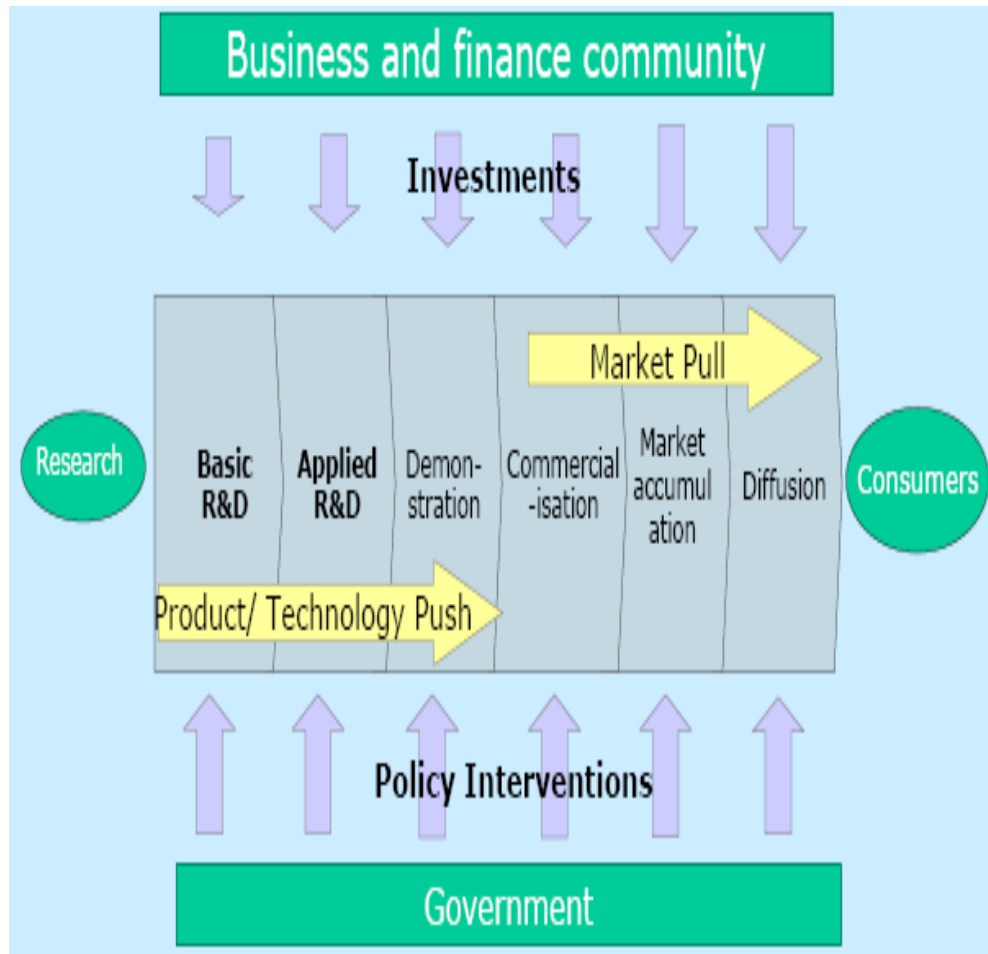 Business and finance community
Investments
Market Pull
Research
Basic
R&D
Applied
R&D
Demon-
stration
Commercial
-isation
Market
accumul
ation
Diffusion
Consumers
Product/ Technology Push
Policy Interventions
Government